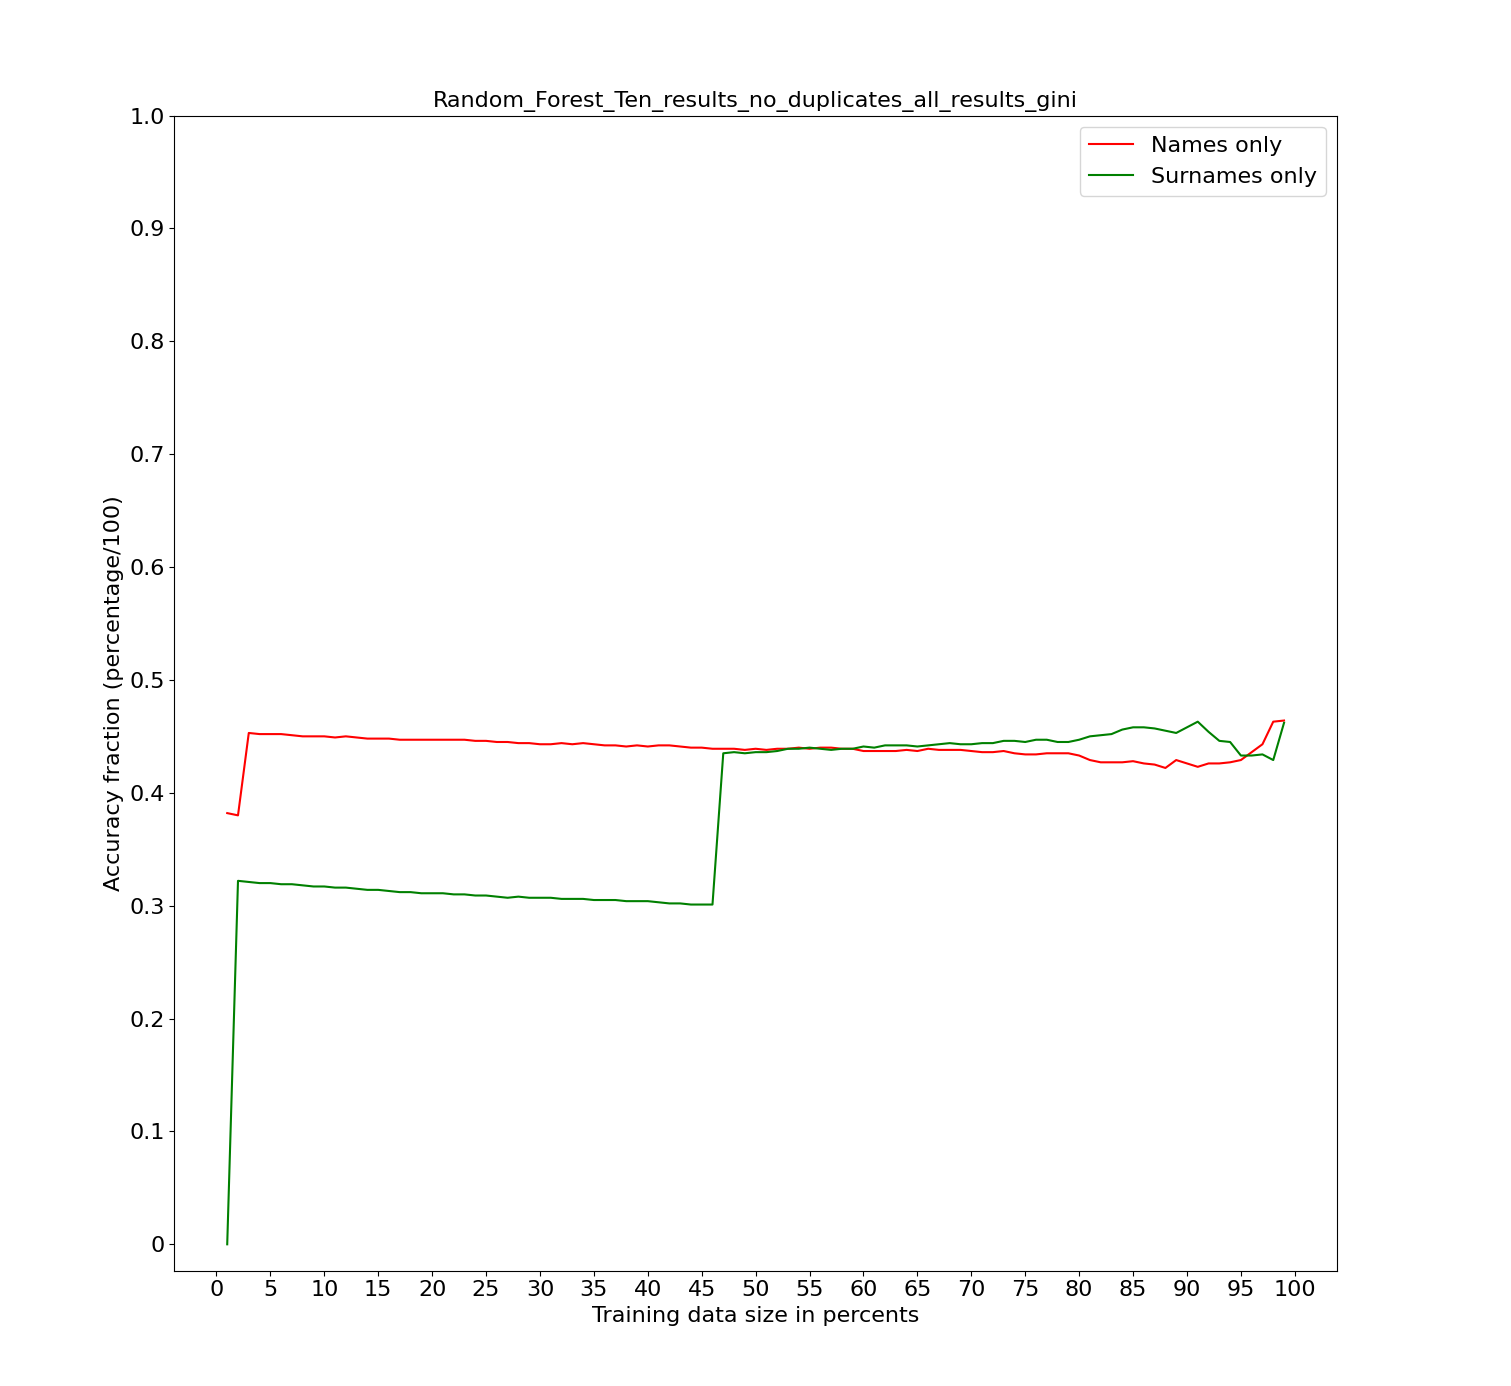 Random_Forest_Ten_results_no_duplicates_all_results_gini
Names only
Surnames only
Accuracy fraction (percentage/100)
1.0
0.9
0.8
0.7
0.6
0.5
0.4
0.3
0.2
0.1
0
0 5 10 15 20 25 30 35 40 45 50 55 60 65 70 75 80 85 90 95 100
Training data size in percents